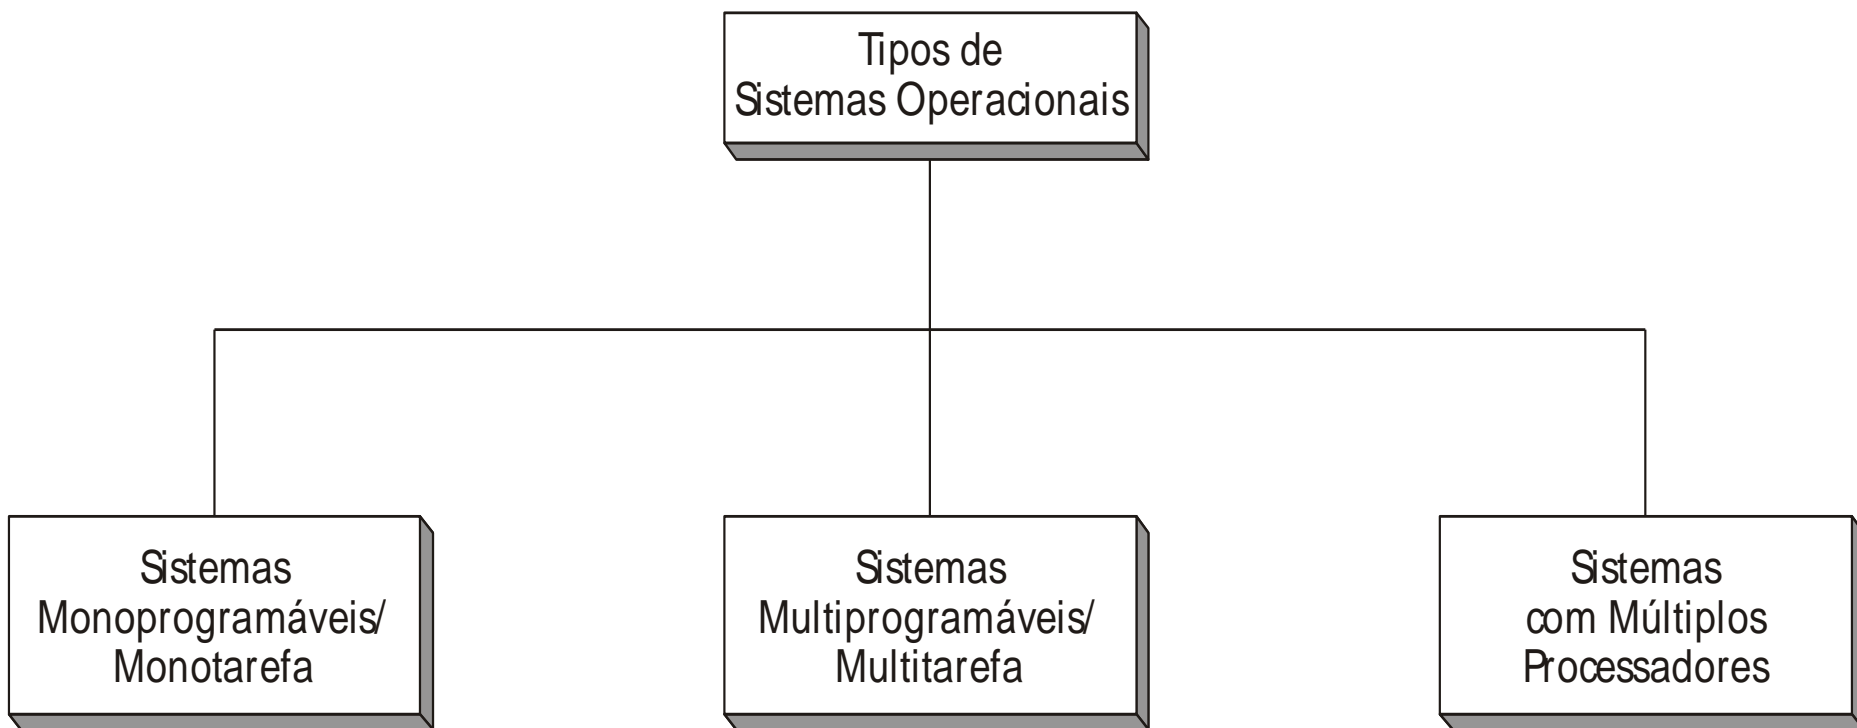 Tipos de
Sistemas Operacionais
Sistemas
Monoprogramáveis/
Monotarefa
Sistemas
Multiprogramáveis/
Multitarefa
Sistemas
com Múltiplos
Processadores